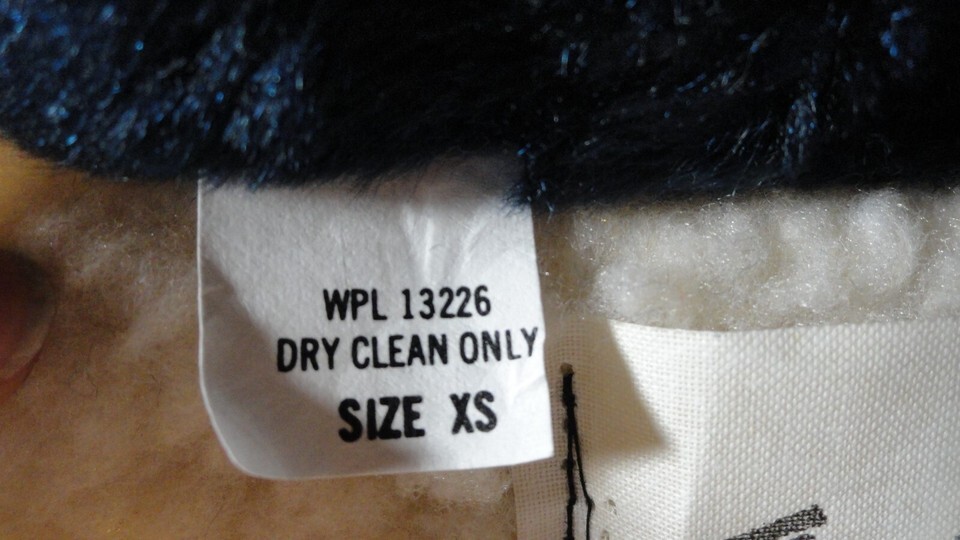 WPL 13226
DRY CLEAN ONLY
SIZE XS